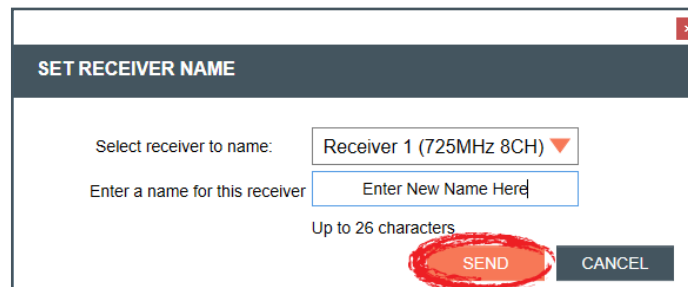 SET RECEIVER NAME
Select receiver to name: Receiver 1 (725MHz 8CH)
Enter a name for this receiver Enter New Name Here
Up to 26 characters
SEND CANCEL